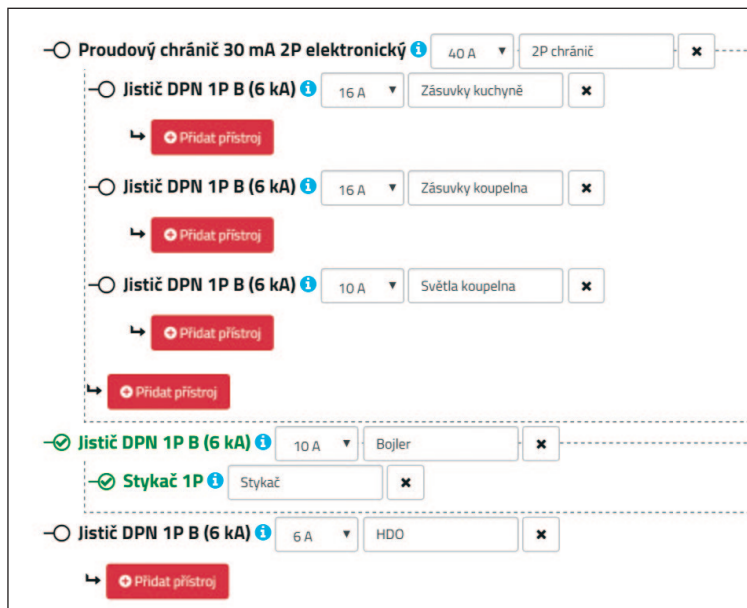 Proudový chránič 30 mA 2P elektronický i 40 A 2P chránič
Jistič DPN 1P B (6 kA) i 16 A Zásuvky kuchyně
Přidat přístroj
Jistič DPN 1P B (6 kA) i 16 A Zásuvky koupelna
Přidat přístroj
Jistič DPN 1P B (6 kA) i 10 A Světla koupelna
Přidat přístroj
Přidat přístroj
Jistič DPN 1P B (6 kA) i 10 A Bojler
Stykač 1P i Stykač
Jistič DPN 1P B (6 kA) i 6 A HDO
Přidat přístroj